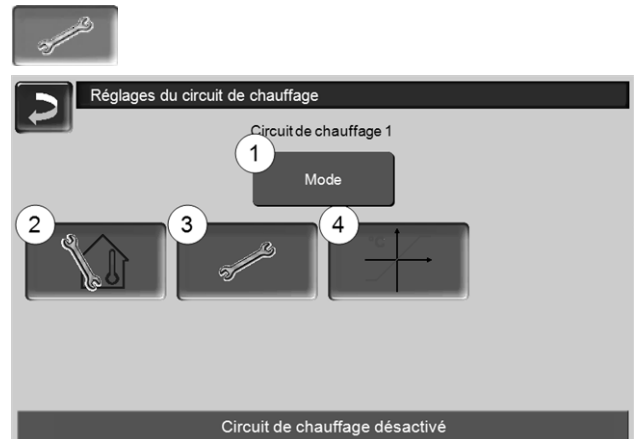 Réglages du circuit de chauffage
Circuit de chauffage 1
1
Mode
2
3
4
°C
Circuit de chauffage désactivé